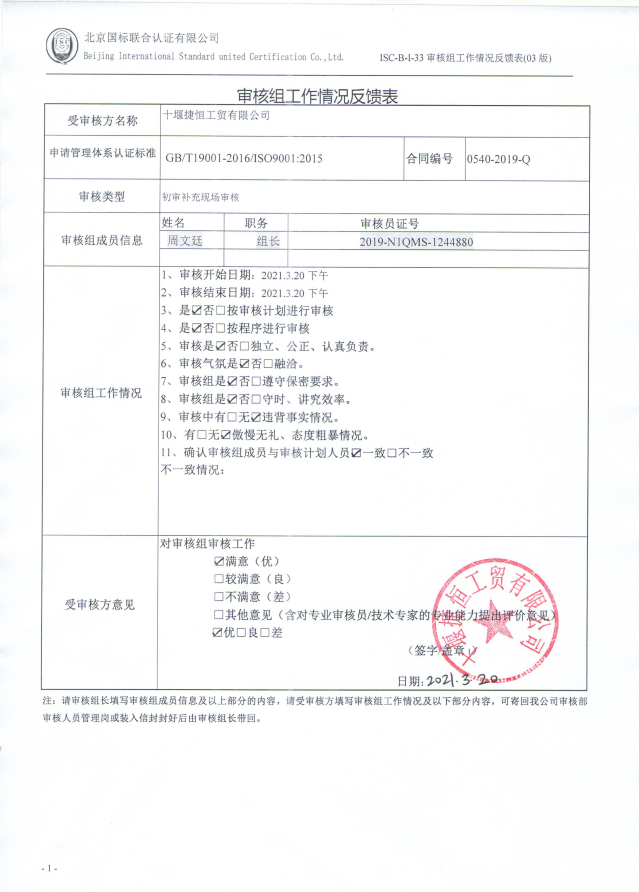 北京国标联合认证有限公司
Beijing International Standard united Certification Co.,Ltd.
ISC-B-I-33 审核组工作情况反馈表(03 版)
审核组工作情况反馈表
受审核方名称 十堰捷恒工贸有限公司
申请管理体系认证标准 GB/T19001-2016/ISO9001:2015 合同编号 0540-2019-Q
审核类型 初审补充现场审核
审核组成员信息 姓名 职务 审核员证号
周文廷 组长 2019-N1QMS-1244880
审核组工作情况
1、审核开始日期：2021.3.20 下午
2、审核结束日期：2021.3.20 下午
3、是☑否□按审核计划进行审核
4、是☑否□按程序进行审核
5、审核是☑否□独立、公正、认真负责。
6、审核气氛是☑否□融洽。
7、审核组是☑否□遵守保密要求。
8、审核组是☑否□守时、讲究效率。
9、审核中有□无☑违背事实情况。
10、有□无☑傲慢无礼、态度粗暴情况。
11、确认审核组成员与审核计划人员☑一致□不一致
不一致情况：
受审核方意见
对审核组审核工作
☑满意（优）
□较满意（良）
□不满意（差）
□其他意见（含对专业审核员/技术专家的专业能力提出评价意见）
☑优□良□差
（签字/盖章）
日期：2021.3.20
十堰捷恒工贸有限公司
注：请审核组长填写审核组成员信息及以上部分的内容，请受审核方填写审核组工作情况及以下部分内容，可寄回我公司审核部
审核人员管理岗或装入信封封好后由审核组长带回。
- 1 -